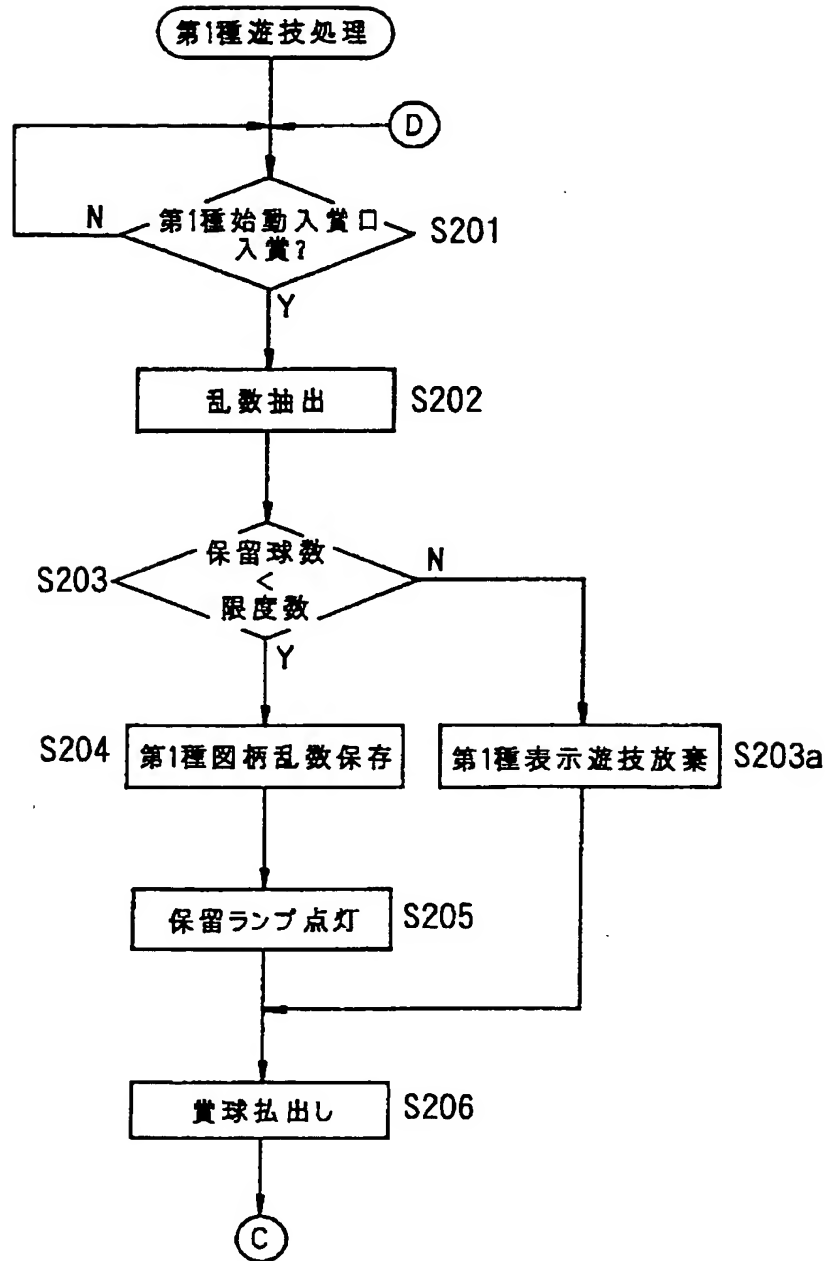 第1種遊技処理
D
第1種始動入賞口
入賞?
N
S201
Y
乱数抽出
S202
保留球数
<
限度数
S203
N
Y
S204
第1種図柄乱数保存
第1種表示遊技放棄
S203a
保留ランプ点灯
S205
賞球払出し
S206
C